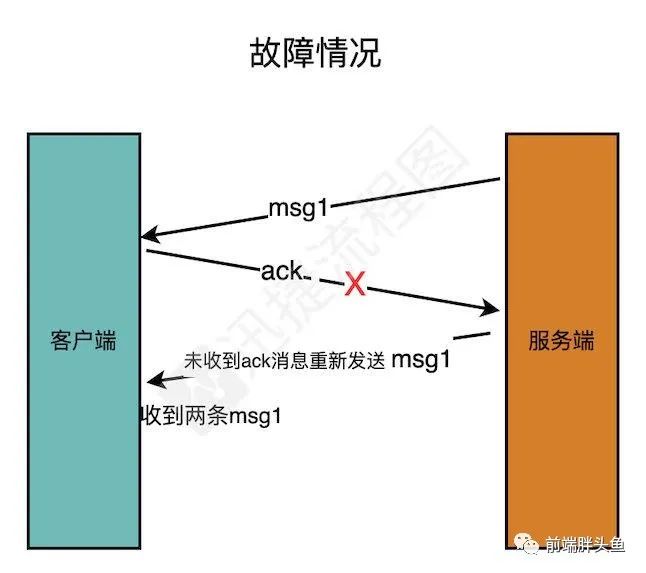 故障情况
msg1
ack
X
客户端
服务端
未收到ack消息重新发送 msg1
收到两条msg1
迅捷流程图
前端胖头鱼